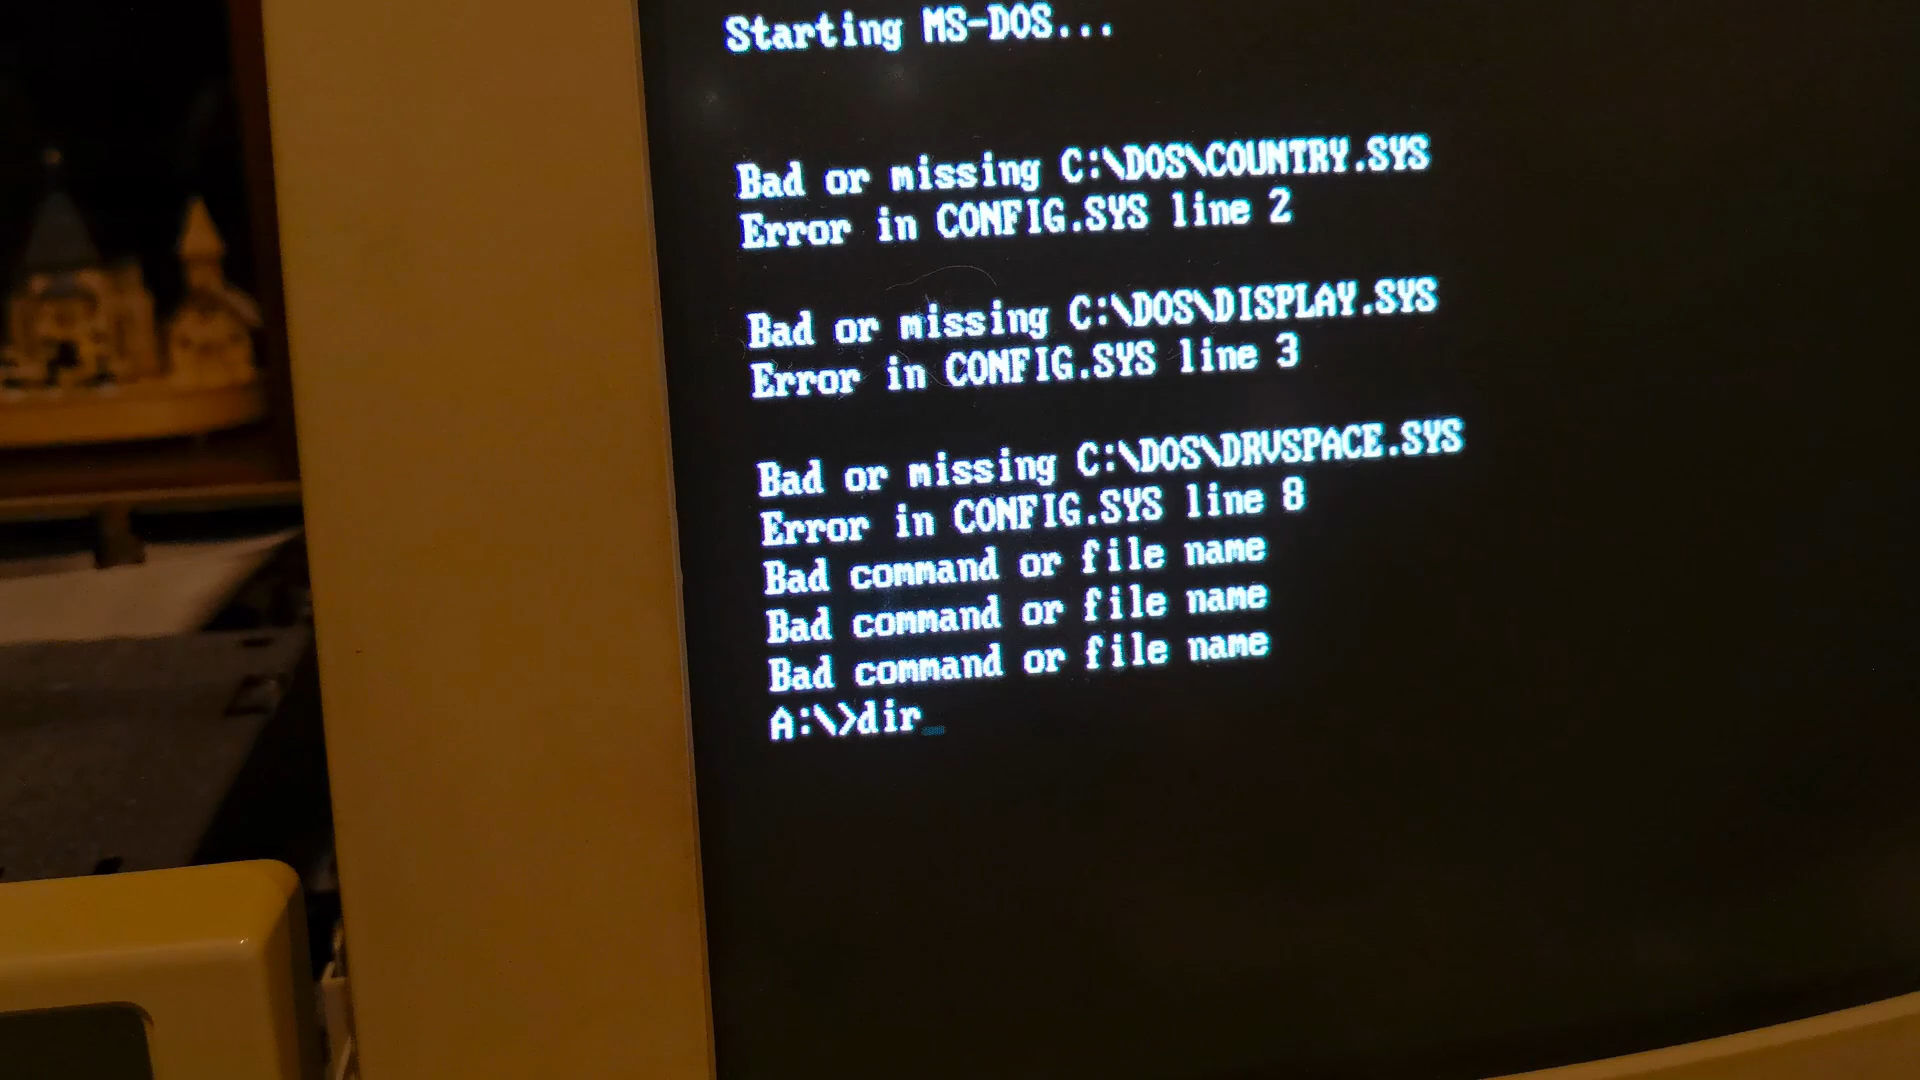 Starting MS-DOS...
Bad or missing C:\DOS\COUNTRY.SYS
Error in CONFIG.SYS line 2
Bad or missing C:\DOS\DISPLAY.SYS
Error in CONFIG.SYS line 3
Bad or missing C:\DOS\DRVSPACE.SYS
Error in CONFIG.SYS line 8
Bad command or file name
Bad command or file name
Bad command or file name
A:\>dir_